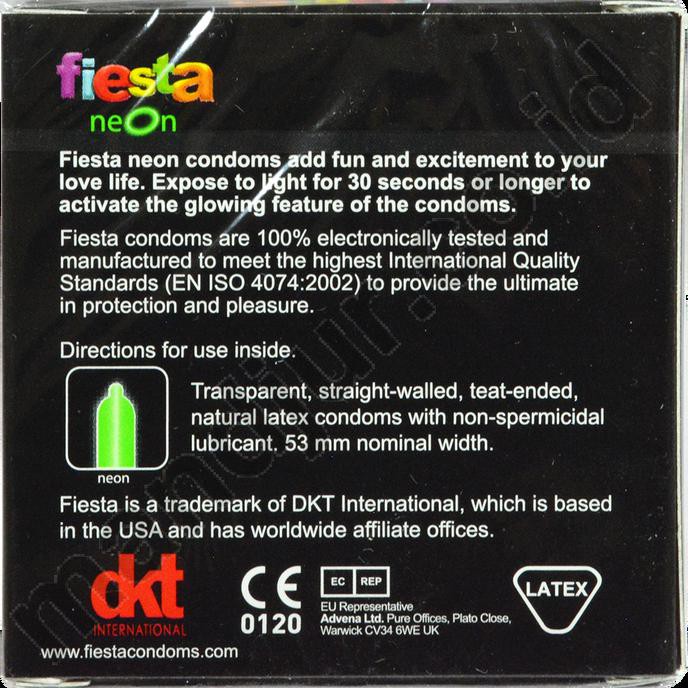 fiesta
neon
Fiesta neon condoms add fun and excitement to your
love life. Expose to light for 30 seconds or longer to
activate the glowing feature of the condoms.
Fiesta condoms are 100% electronically tested and
manufactured to meet the highest International Quality
Standards (EN ISO 4074:2002) to provide the ultimate
in protection and pleasure.
Directions for use inside.
Transparent, straight-walled, teat-ended,
natural latex condoms with non-spermicidal
lubricant. 53 mm nominal width.
neon
Fiesta is a trademark of DKT International, which is based
in the USA and has worldwide affiliate offices.
dkt
INTERNATIONAL
CE
0120
EC REP
EU Representative
Advena Ltd. Pure Offices, Plato Close,
Warwick CV34 6WE UK
LATEX
www.fiestacondoms.com
mandjur.co.id